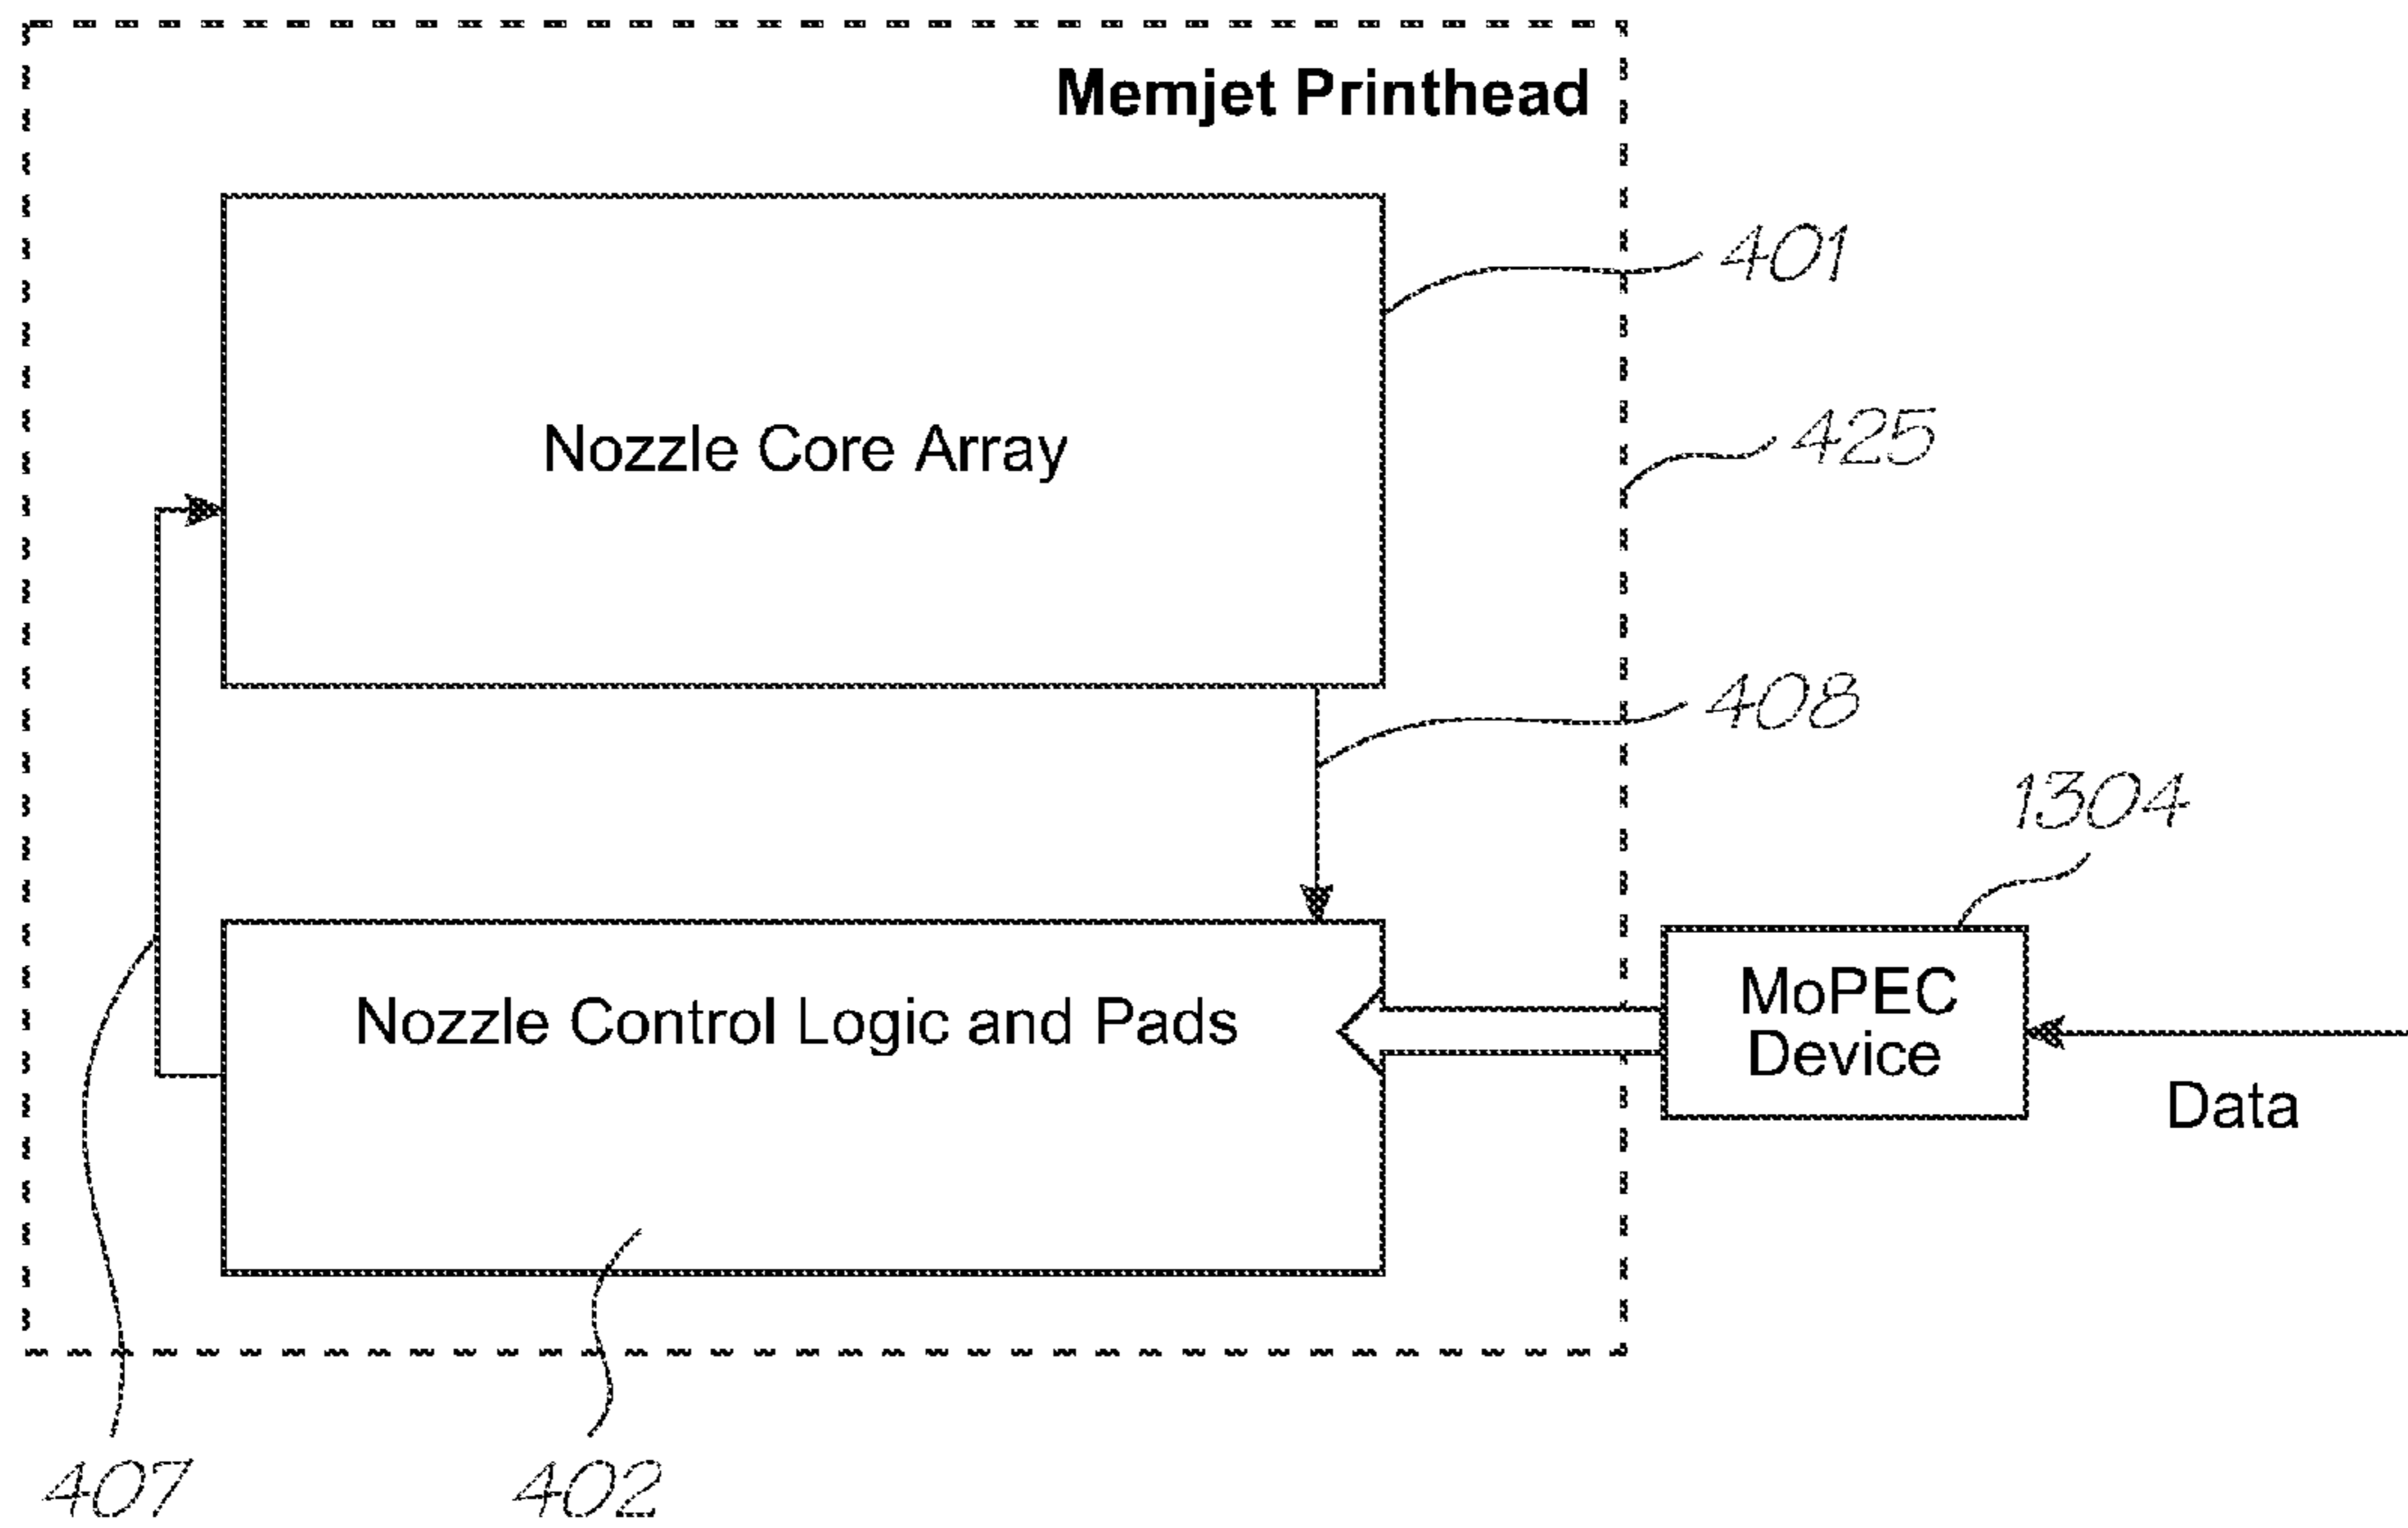 Memjet Printhead
401
Nozzle Core Array
425
408
1304
Nozzle Control Logic and Pads
MoPEC
Device
Data
407
402